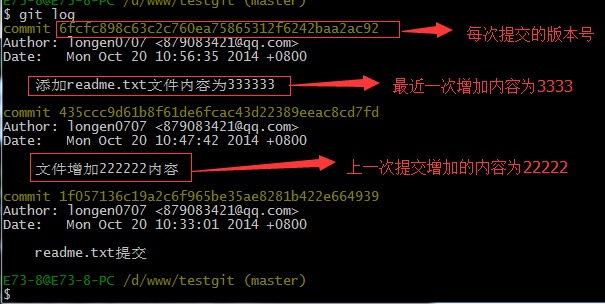 E73-8@E73-8-PC /d/www/testgit (master)
$ git log
commit 6fcfc898c63c2c760ea75865312f6242baa2ac92
每次提交的版本号
Author: longen0707 <879083421@qq.com>
Date:   Mon Oct 20 10:56:35 2014 +0800
添加readme.txt文件内容为333333
最近一次增加内容为3333
commit 435ccc9d61b8f61de6fcac43d22389eeac8cd7fd
Author: longen0707 <879083421@qq.com>
Date:   Mon Oct 20 10:47:42 2014 +0800
文件增加222222内容
上一次提交增加的内容为22222
commit 1f057136c19a2c6f965be35ae8281b422e664939
Author: longen0707 <879083421@qq.com>
Date:   Mon Oct 20 10:33:01 2014 +0800
readme.txt提交
E73-8@E73-8-PC /d/www/testgit (master)
$